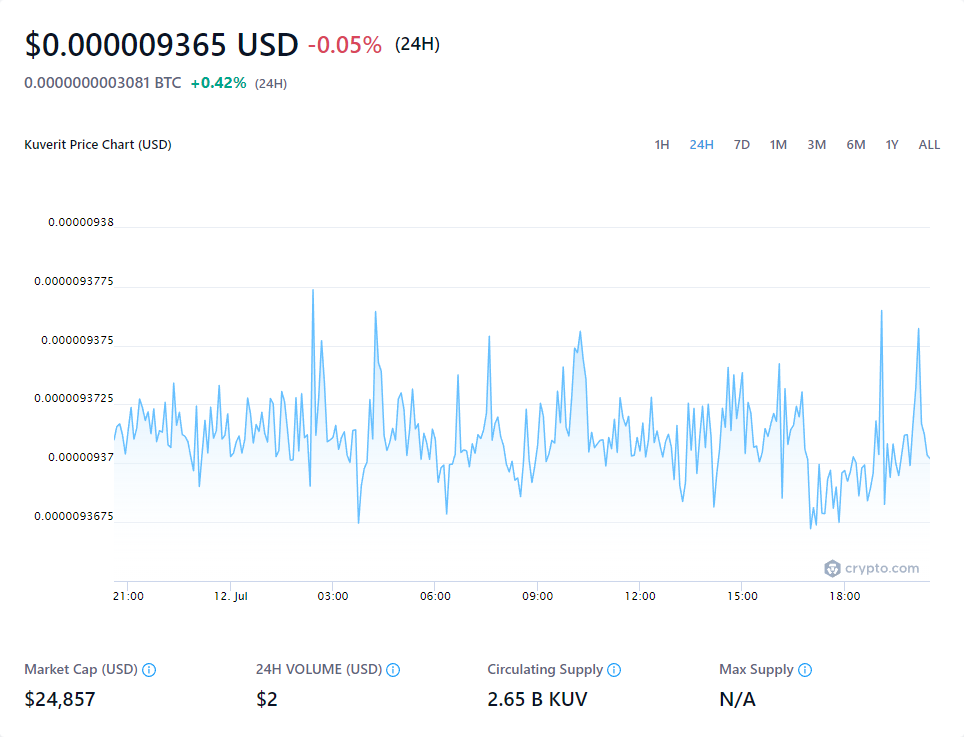 $0.000009365 USD -0.05% (24H)
0.0000000003081 BTC +0.42% (24H)
Kuverit Price Chart (USD) 1H 24H 7D 1M 3M 6M 1Y ALL
0.00000938
0.0000093775
0.000009375
0.0000093725
0.00000937
0.0000093675
crypto.com
21:00 12. Jul 03:00 06:00 09:00 12:00 15:00 18:00
Market Cap (USD) 24H VOLUME (USD) Circulating Supply Max Supply
$24,857 $2 2.65 B KUV N/A